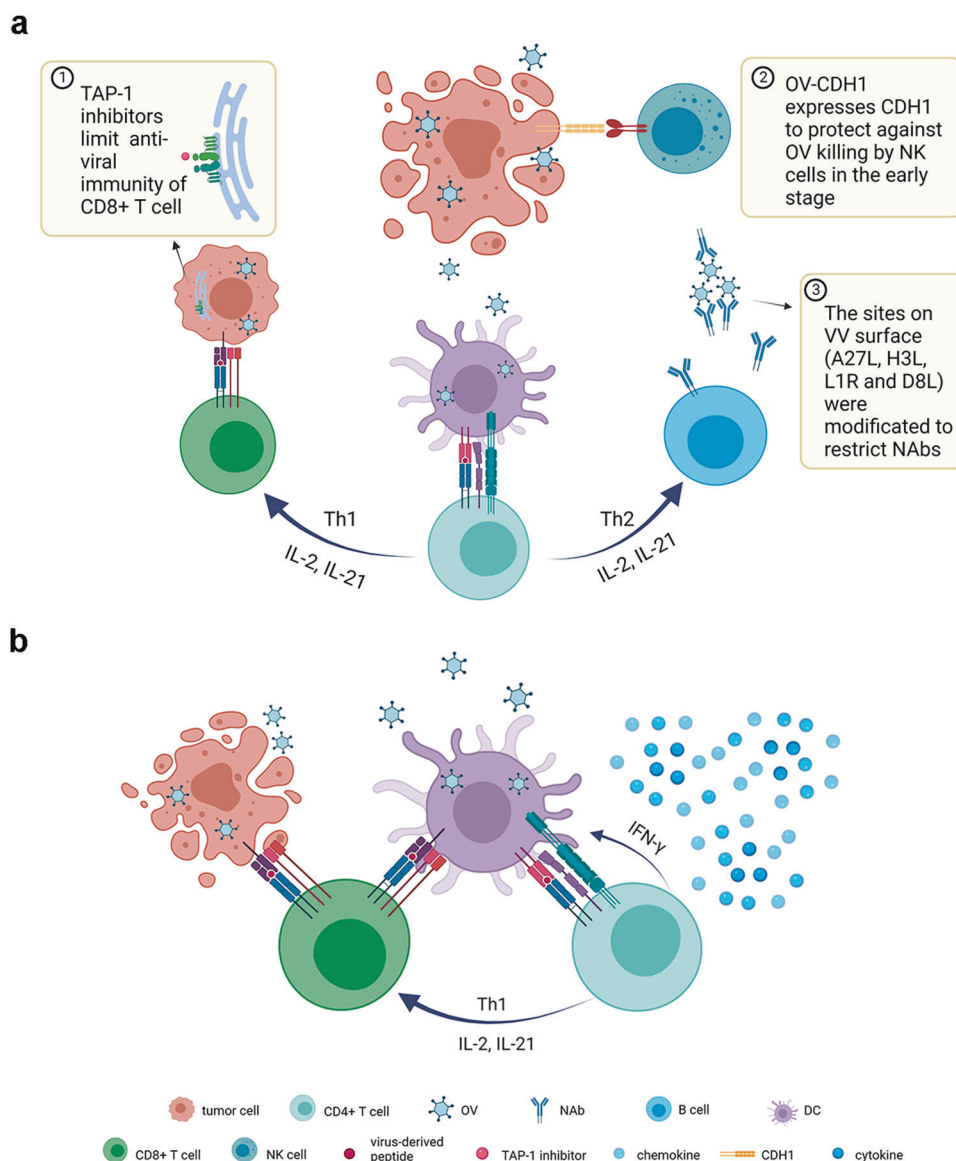 a
1
TAP-1
inhibitors
limit anti-
viral
immunity of
CD8+ T cell
2
OV-CDH1
expresses CDH1
to protect against
OV killing by NK
cells in the early
stage
3
The sites on
VV surface
(A27L, H3L,
L1R and D8L)
were
modificated to
restrict NAbs
Th1
IL-2, IL-21
Th2
IL-2, IL-21
b
IFN-γ
Th1
IL-2, IL-21
tumor cell
CD4+ T cell
OV
NAb
B cell
DC
CD8+ T cell
NK cell
virus-derived
peptide
TAP-1 inhibitor
chemokine
CDH1
cytokine